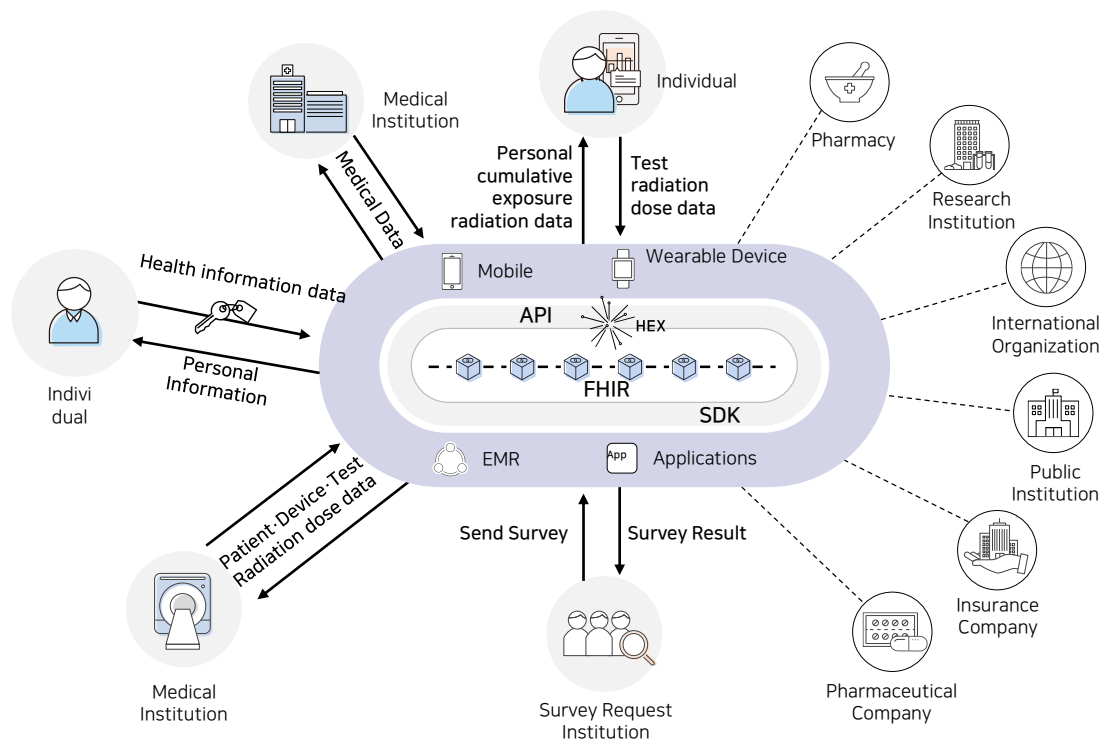 Medical
Institution
Individual
Pharmacy
Research
Institution
International
Organization
Public
Institution
Insurance
Company
Pharmaceutical
Company
Survey Request
Institution
Medical
Institution
Indivi
dual
Medical Data
Personal
cumulative
exposure
radiation data
Test
radiation
dose data
Health information data
Personal
Information
Patient·Device·Test
Radiation dose data
Send Survey
Survey Result
Mobile
Wearable Device
API
HEX
FHIR
SDK
EMR
App
Applications